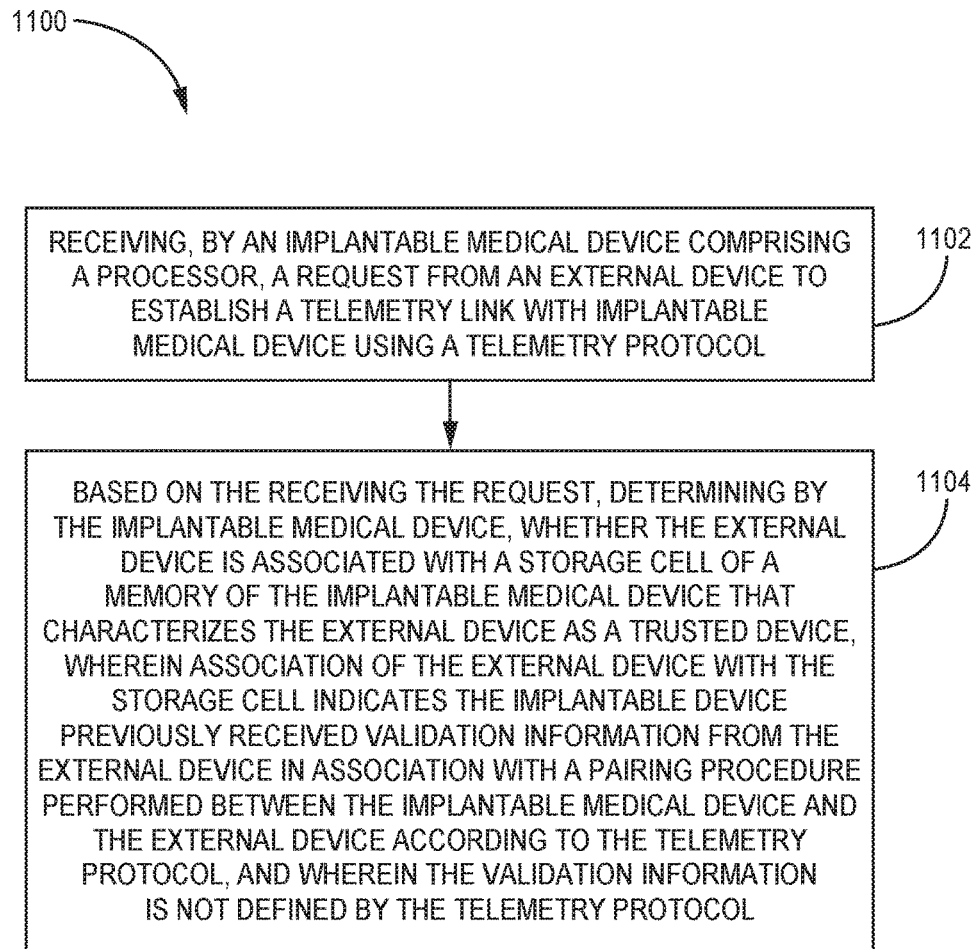 1100
RECEIVING, BY AN IMPLANTABLE MEDICAL DEVICE COMPRISING
A PROCESSOR, A REQUEST FROM AN EXTERNAL DEVICE TO
ESTABLISH A TELEMETRY LINK WITH IMPLANTABLE
MEDICAL DEVICE USING A TELEMETRY PROTOCOL
1102
BASED ON THE RECEIVING THE REQUEST, DETERMINING BY
THE IMPLANTABLE MEDICAL DEVICE, WHETHER THE EXTERNAL
DEVICE IS ASSOCIATED WITH A STORAGE CELL OF A
MEMORY OF THE IMPLANTABLE MEDICAL DEVICE THAT
CHARACTERIZES THE EXTERNAL DEVICE AS A TRUSTED DEVICE,
WHEREIN ASSOCIATION OF THE EXTERNAL DEVICE WITH THE
STORAGE CELL INDICATES THE IMPLANTABLE DEVICE
PREVIOUSLY RECEIVED VALIDATION INFORMATION FROM THE
EXTERNAL DEVICE IN ASSOCIATION WITH A PAIRING PROCEDURE
PERFORMED BETWEEN THE IMPLANTABLE MEDICAL DEVICE AND
THE EXTERNAL DEVICE ACCORDING TO THE TELEMETRY
PROTOCOL, AND WHEREIN THE VALIDATION INFORMATION
IS NOT DEFINED BY THE TELEMETRY PROTOCOL
1104